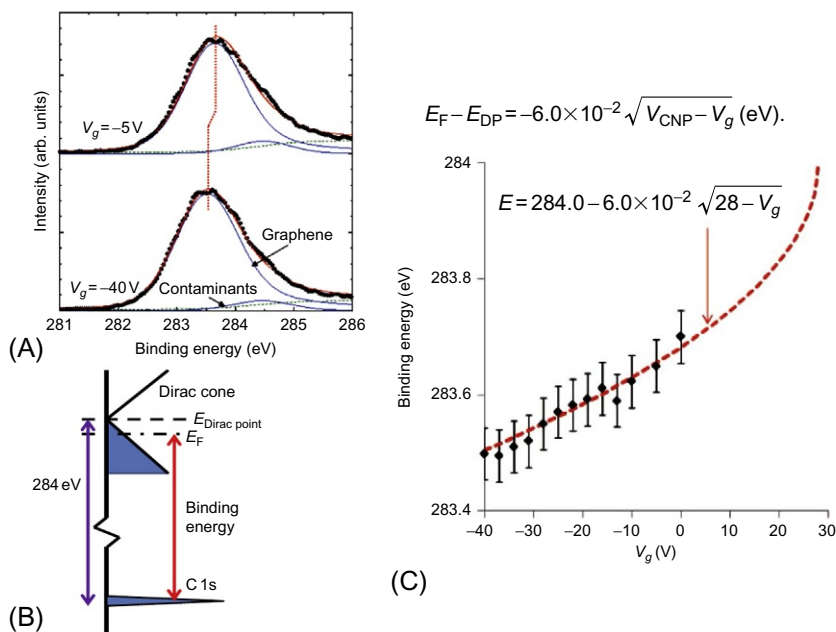 Intensity (arb. units)
V_g = –5 V
V_g = –40 V
Graphene
Contaminants
281 282 283 284 285 286
Binding energy (eV)
(A)
Dirac cone
E_Dirac point
E_F
284 eV
Binding
energy
C 1s
(B)
E_F – E_DP = –6.0 × 10⁻² √(V_CNP – V_g) (eV).
E = 284.0 – 6.0 × 10⁻² √(28 – V_g)
Binding energy (eV)
284
283.8
283.6
283.4
–40 –30 –20 –10 0 10 20 30
V_g (V)
(C)